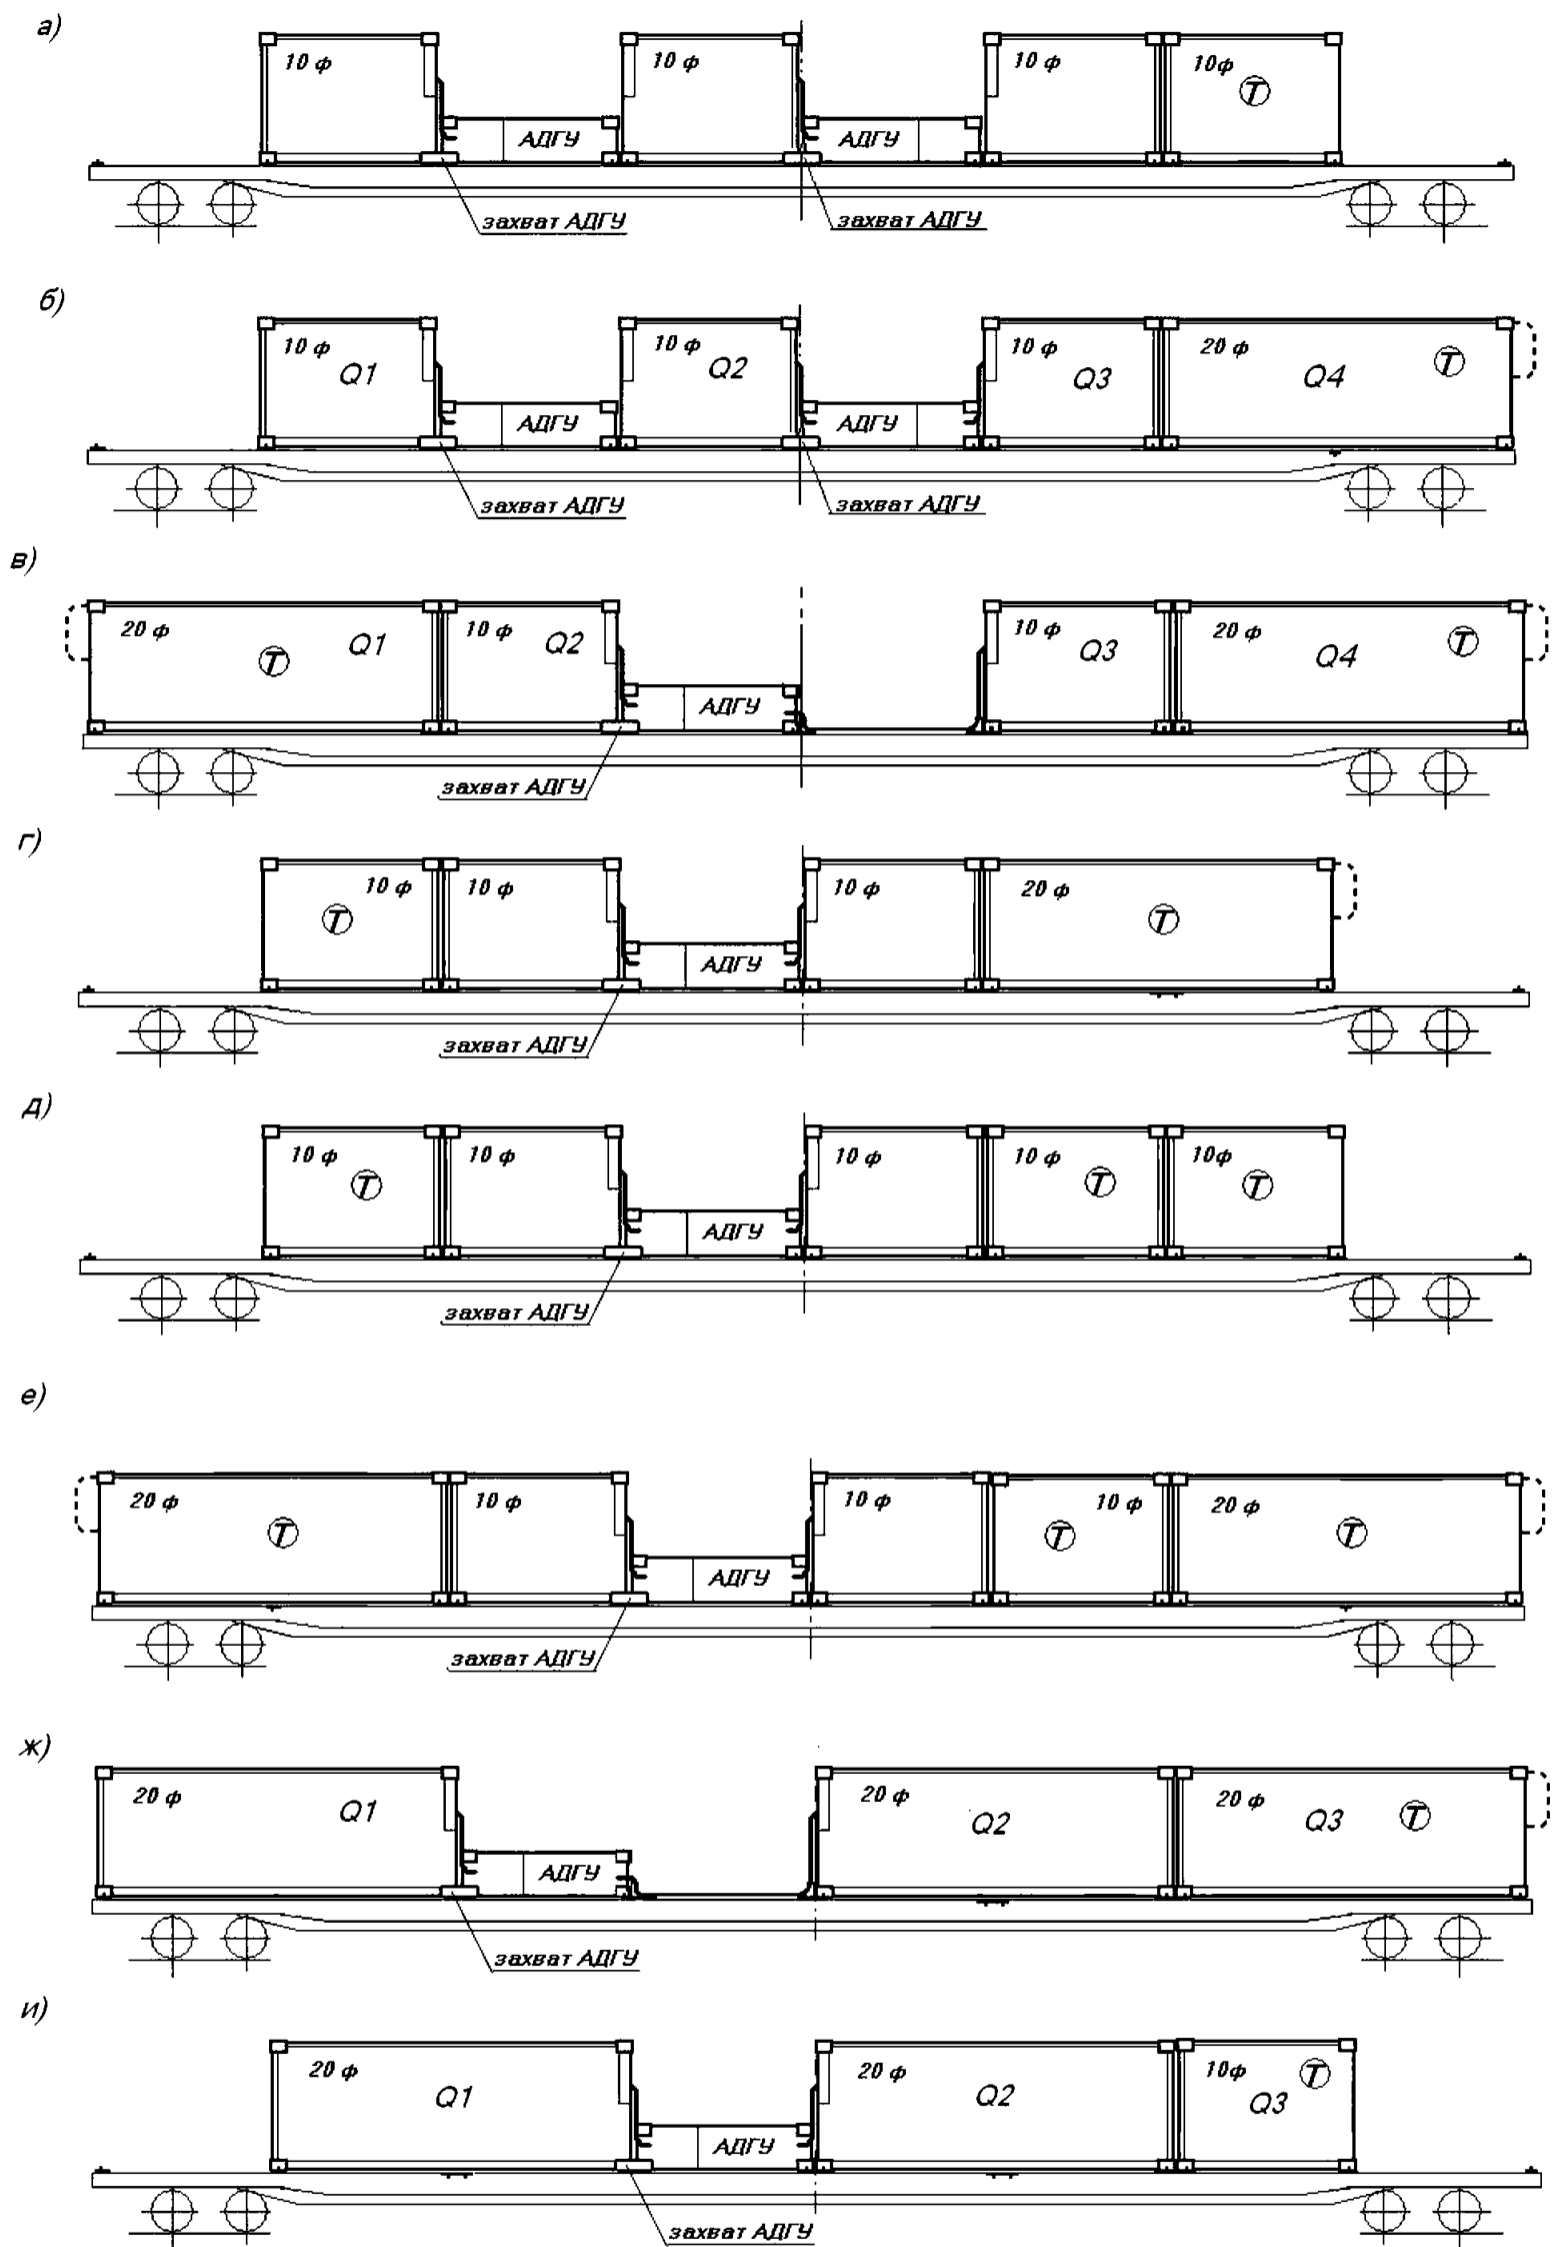 а)
10 ф 10 ф 10 ф 10ф
Т
АДГУ АДГУ
захват АДГУ захват АДГУ
б)
10 ф Q1 10 ф Q2 10 ф Q3 20 ф Q4 Т
АДГУ АДГУ
захват АДГУ захват АДГУ
в)
20 ф Т Q1 10 ф Q2 10 ф Q3 20 ф Q4 Т
АДГУ
захват АДГУ
г)
10 ф 10 ф 10 ф 20 ф
Т Т
АДГУ
захват АДГУ
д)
10 ф 10 ф 10 ф 10 ф 10ф
Т Т Т
АДГУ
захват АДГУ
е)
20 ф 10 ф 10 ф 10 ф 20 ф
Т Т Т
АДГУ
захват АДГУ
ж)
20 ф Q1 20 ф Q2 20 ф Q3 Т
АДГУ
захват АДГУ
и)
20 ф Q1 20 ф Q2 10ф Q3 Т
АДГУ
захват АДГУ